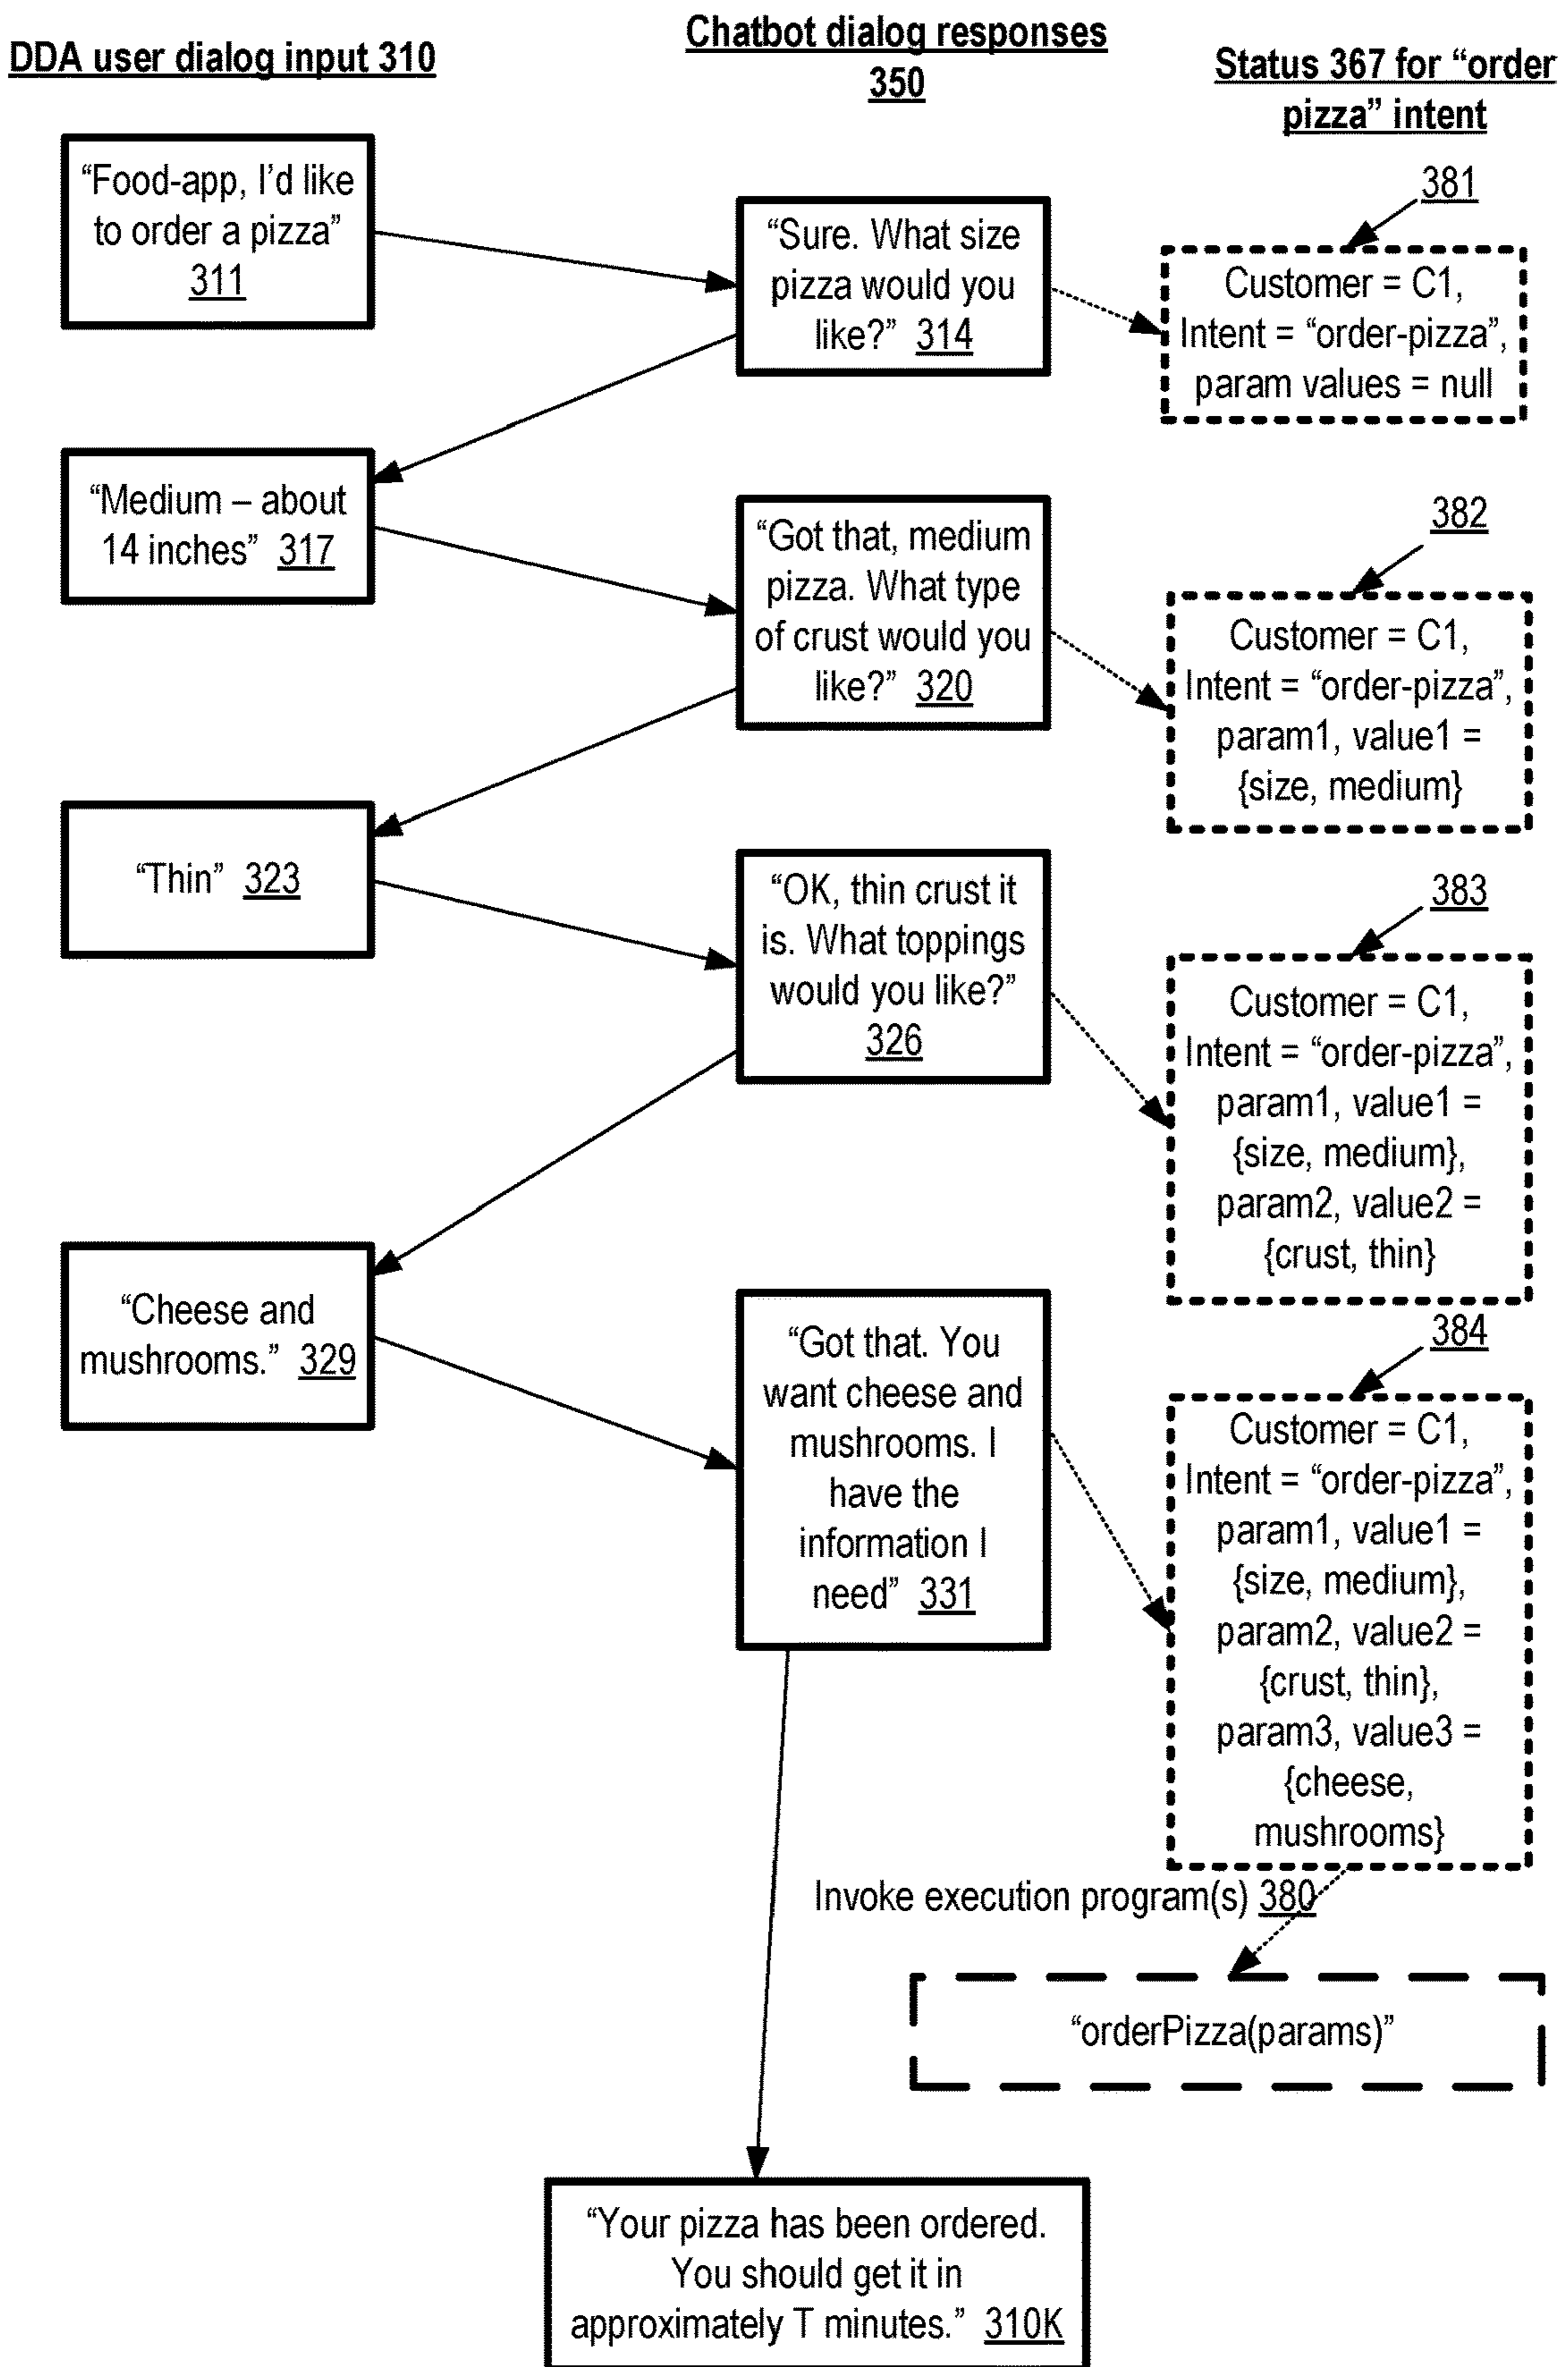 DDA user dialog input 310
Chatbot dialog responses
350
Status 367 for “order
pizza” intent
“Food-app, I’d like
to order a pizza”
311
“Sure. What size
pizza would you
like?” 314
381
Customer = C1,
Intent = “order-pizza”,
param values = null
“Medium – about
14 inches” 317
“Got that, medium
pizza. What type
of crust would you
like?” 320
382
Customer = C1,
Intent = “order-pizza”,
param1, value1 =
{size, medium}
“Thin” 323
“OK, thin crust it
is. What toppings
would you like?”
326
383
Customer = C1,
Intent = “order-pizza”,
param1, value1 =
{size, medium},
param2, value2 =
{crust, thin}
“Cheese and
mushrooms.” 329
“Got that. You
want cheese and
mushrooms. I
have the
information I
need” 331
384
Customer = C1,
Intent = “order-pizza”,
param1, value1 =
{size, medium},
param2, value2 =
{crust, thin},
param3, value3 =
{cheese,
mushrooms}
Invoke execution program(s) 380
“orderPizza(params)”
“Your pizza has been ordered.
You should get it in
approximately T minutes.” 310K